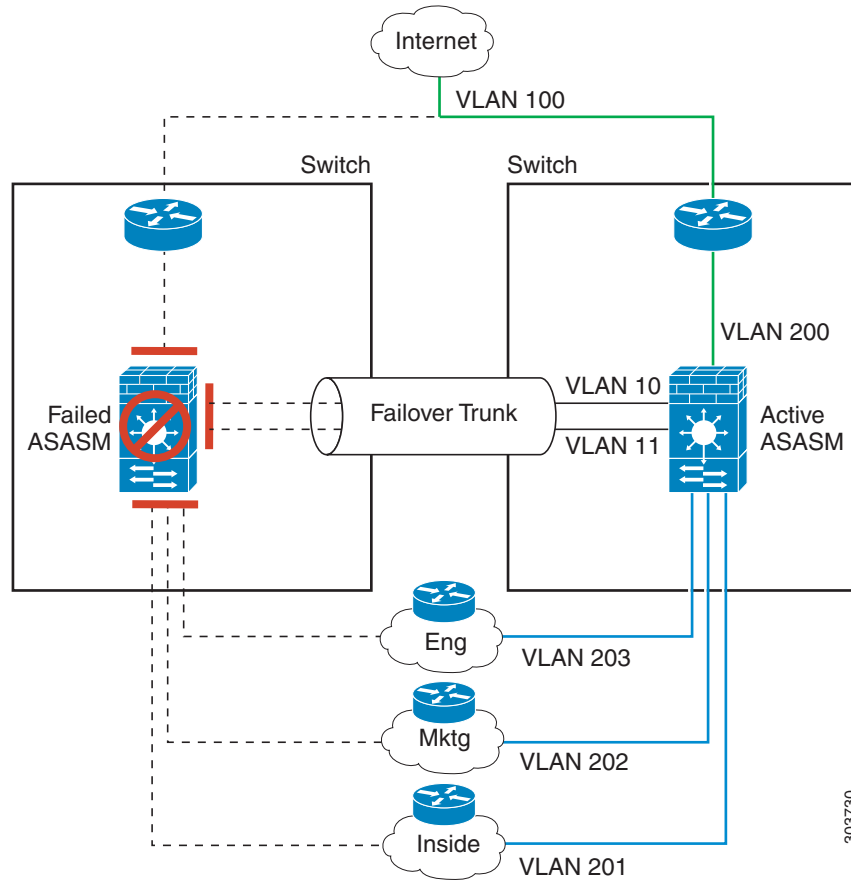 Internet
VLAN 100
Switch
Switch
VLAN 200
VLAN 10
Failed
ASASM
Failover Trunk
Active
ASASM
VLAN 11
Eng
VLAN 203
Mktg
VLAN 202
Inside
VLAN 201
303730